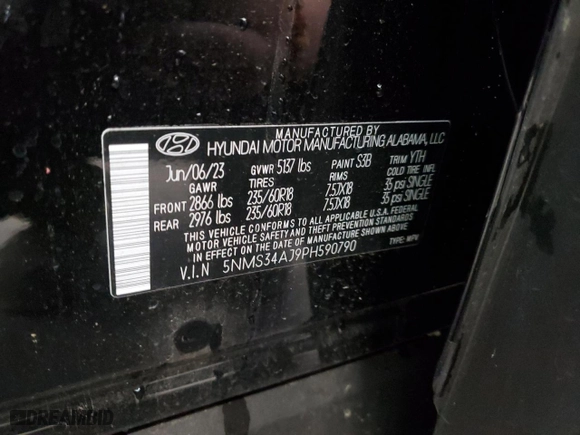 MANUFACTURED BY
HYUNDAI MOTOR MANUFACTURING ALABAMA, LLC
Jun/06/23 GVWR 5137 lbs PAINT S3B TRIM YTH
GAWR TIRES RIMS COLD TIRE INFL
FRONT 2866 lbs 235/60R18 7.5JX18 35 psi SINGLE
REAR 2976 lbs 235/60R18 7.5JX18 35 psi SINGLE
THIS VEHICLE CONFORMS TO ALL APPLICABLE U.S.A. FEDERAL
MOTOR VEHICLE SAFETY AND THEFT PREVENTION STANDARDS
IN EFFECT ON THE DATE OF MANUFACTURE SHOWN ABOVE.
V.I.N 5NMS34AJ9PH590790 TYPE: MPV
DREAMBID